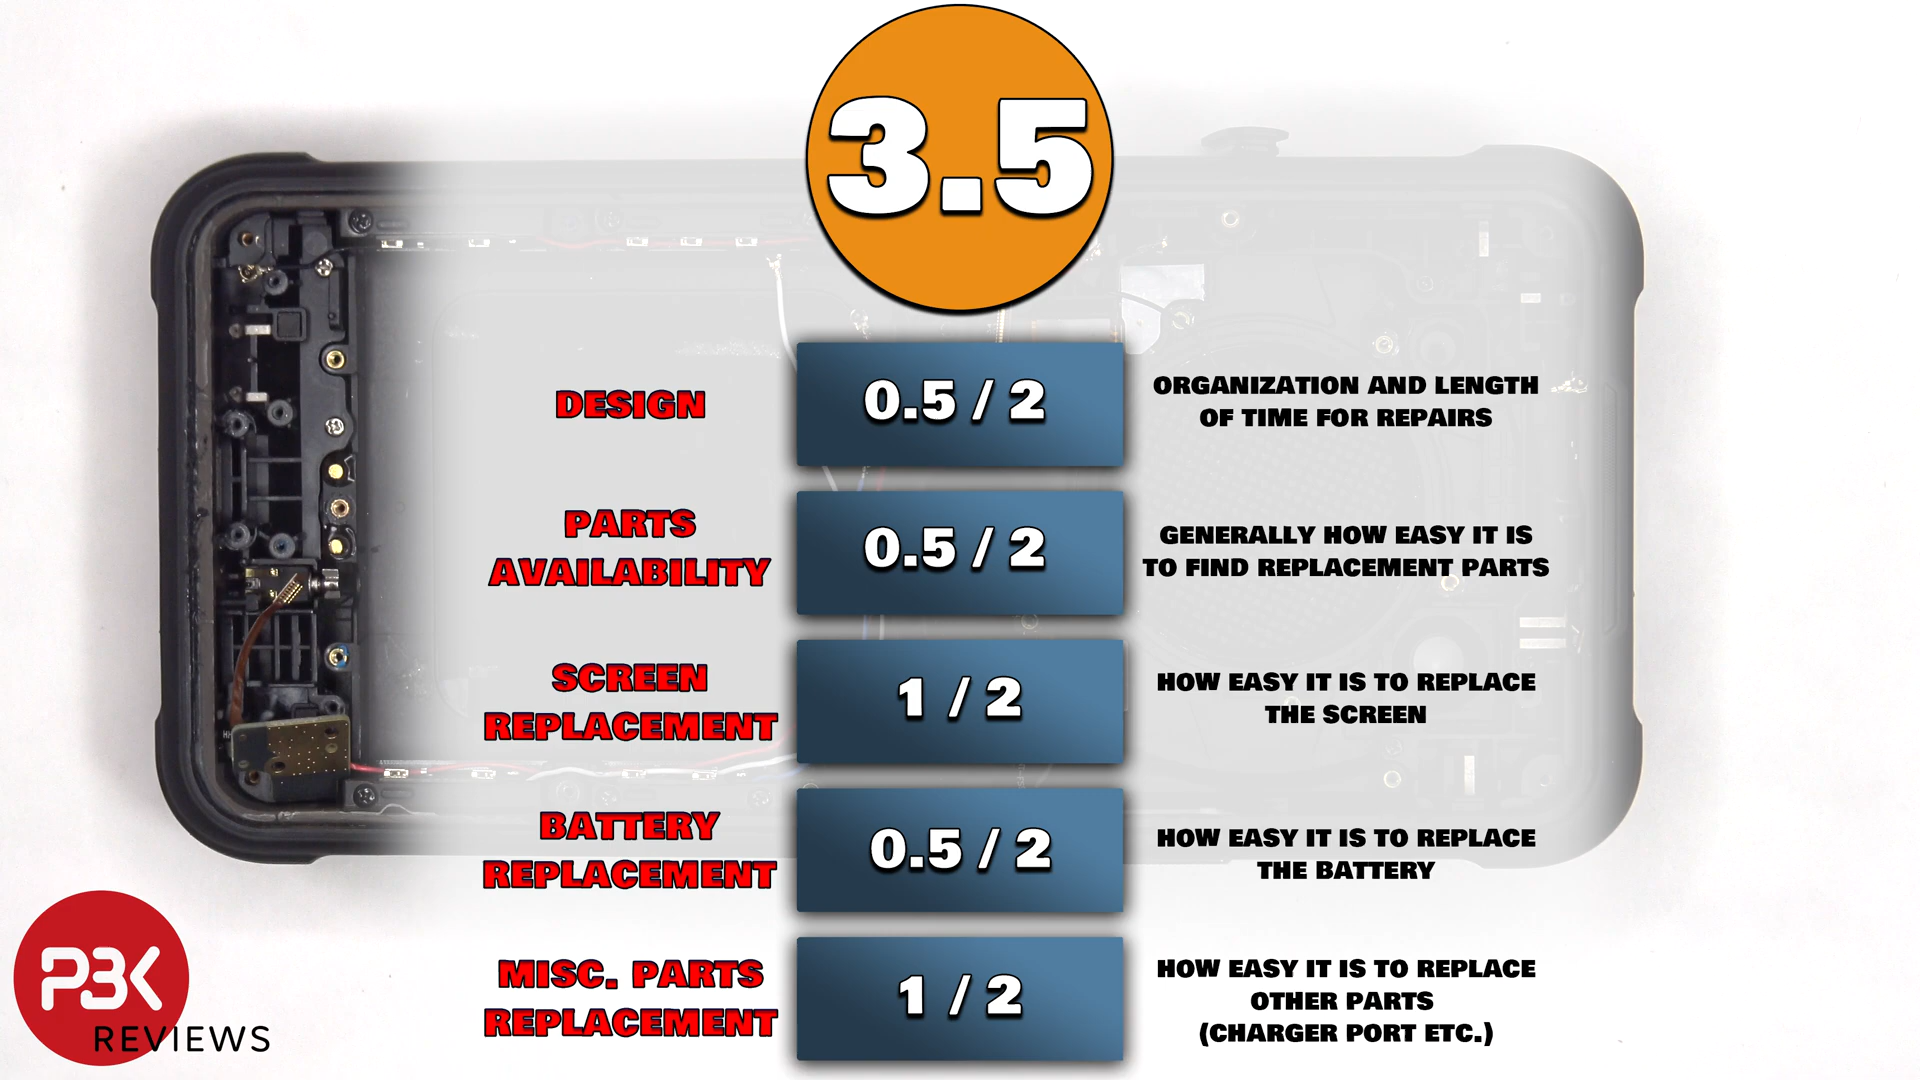 3.5
DESIGN
0.5 / 2
ORGANIZATION AND LENGTH
OF TIME FOR REPAIRS
PARTS
AVAILABILITY
0.5 / 2
GENERALLY HOW EASY IT IS
TO FIND REPLACEMENT PARTS
SCREEN
REPLACEMENT
1 / 2
HOW EASY IT IS TO REPLACE
THE SCREEN
BATTERY
REPLACEMENT
0.5 / 2
HOW EASY IT IS TO REPLACE
THE BATTERY
MISC. PARTS
REPLACEMENT
1 / 2
HOW EASY IT IS TO REPLACE
OTHER PARTS
(CHARGER PORT ETC.)
PBK
REVIEWS